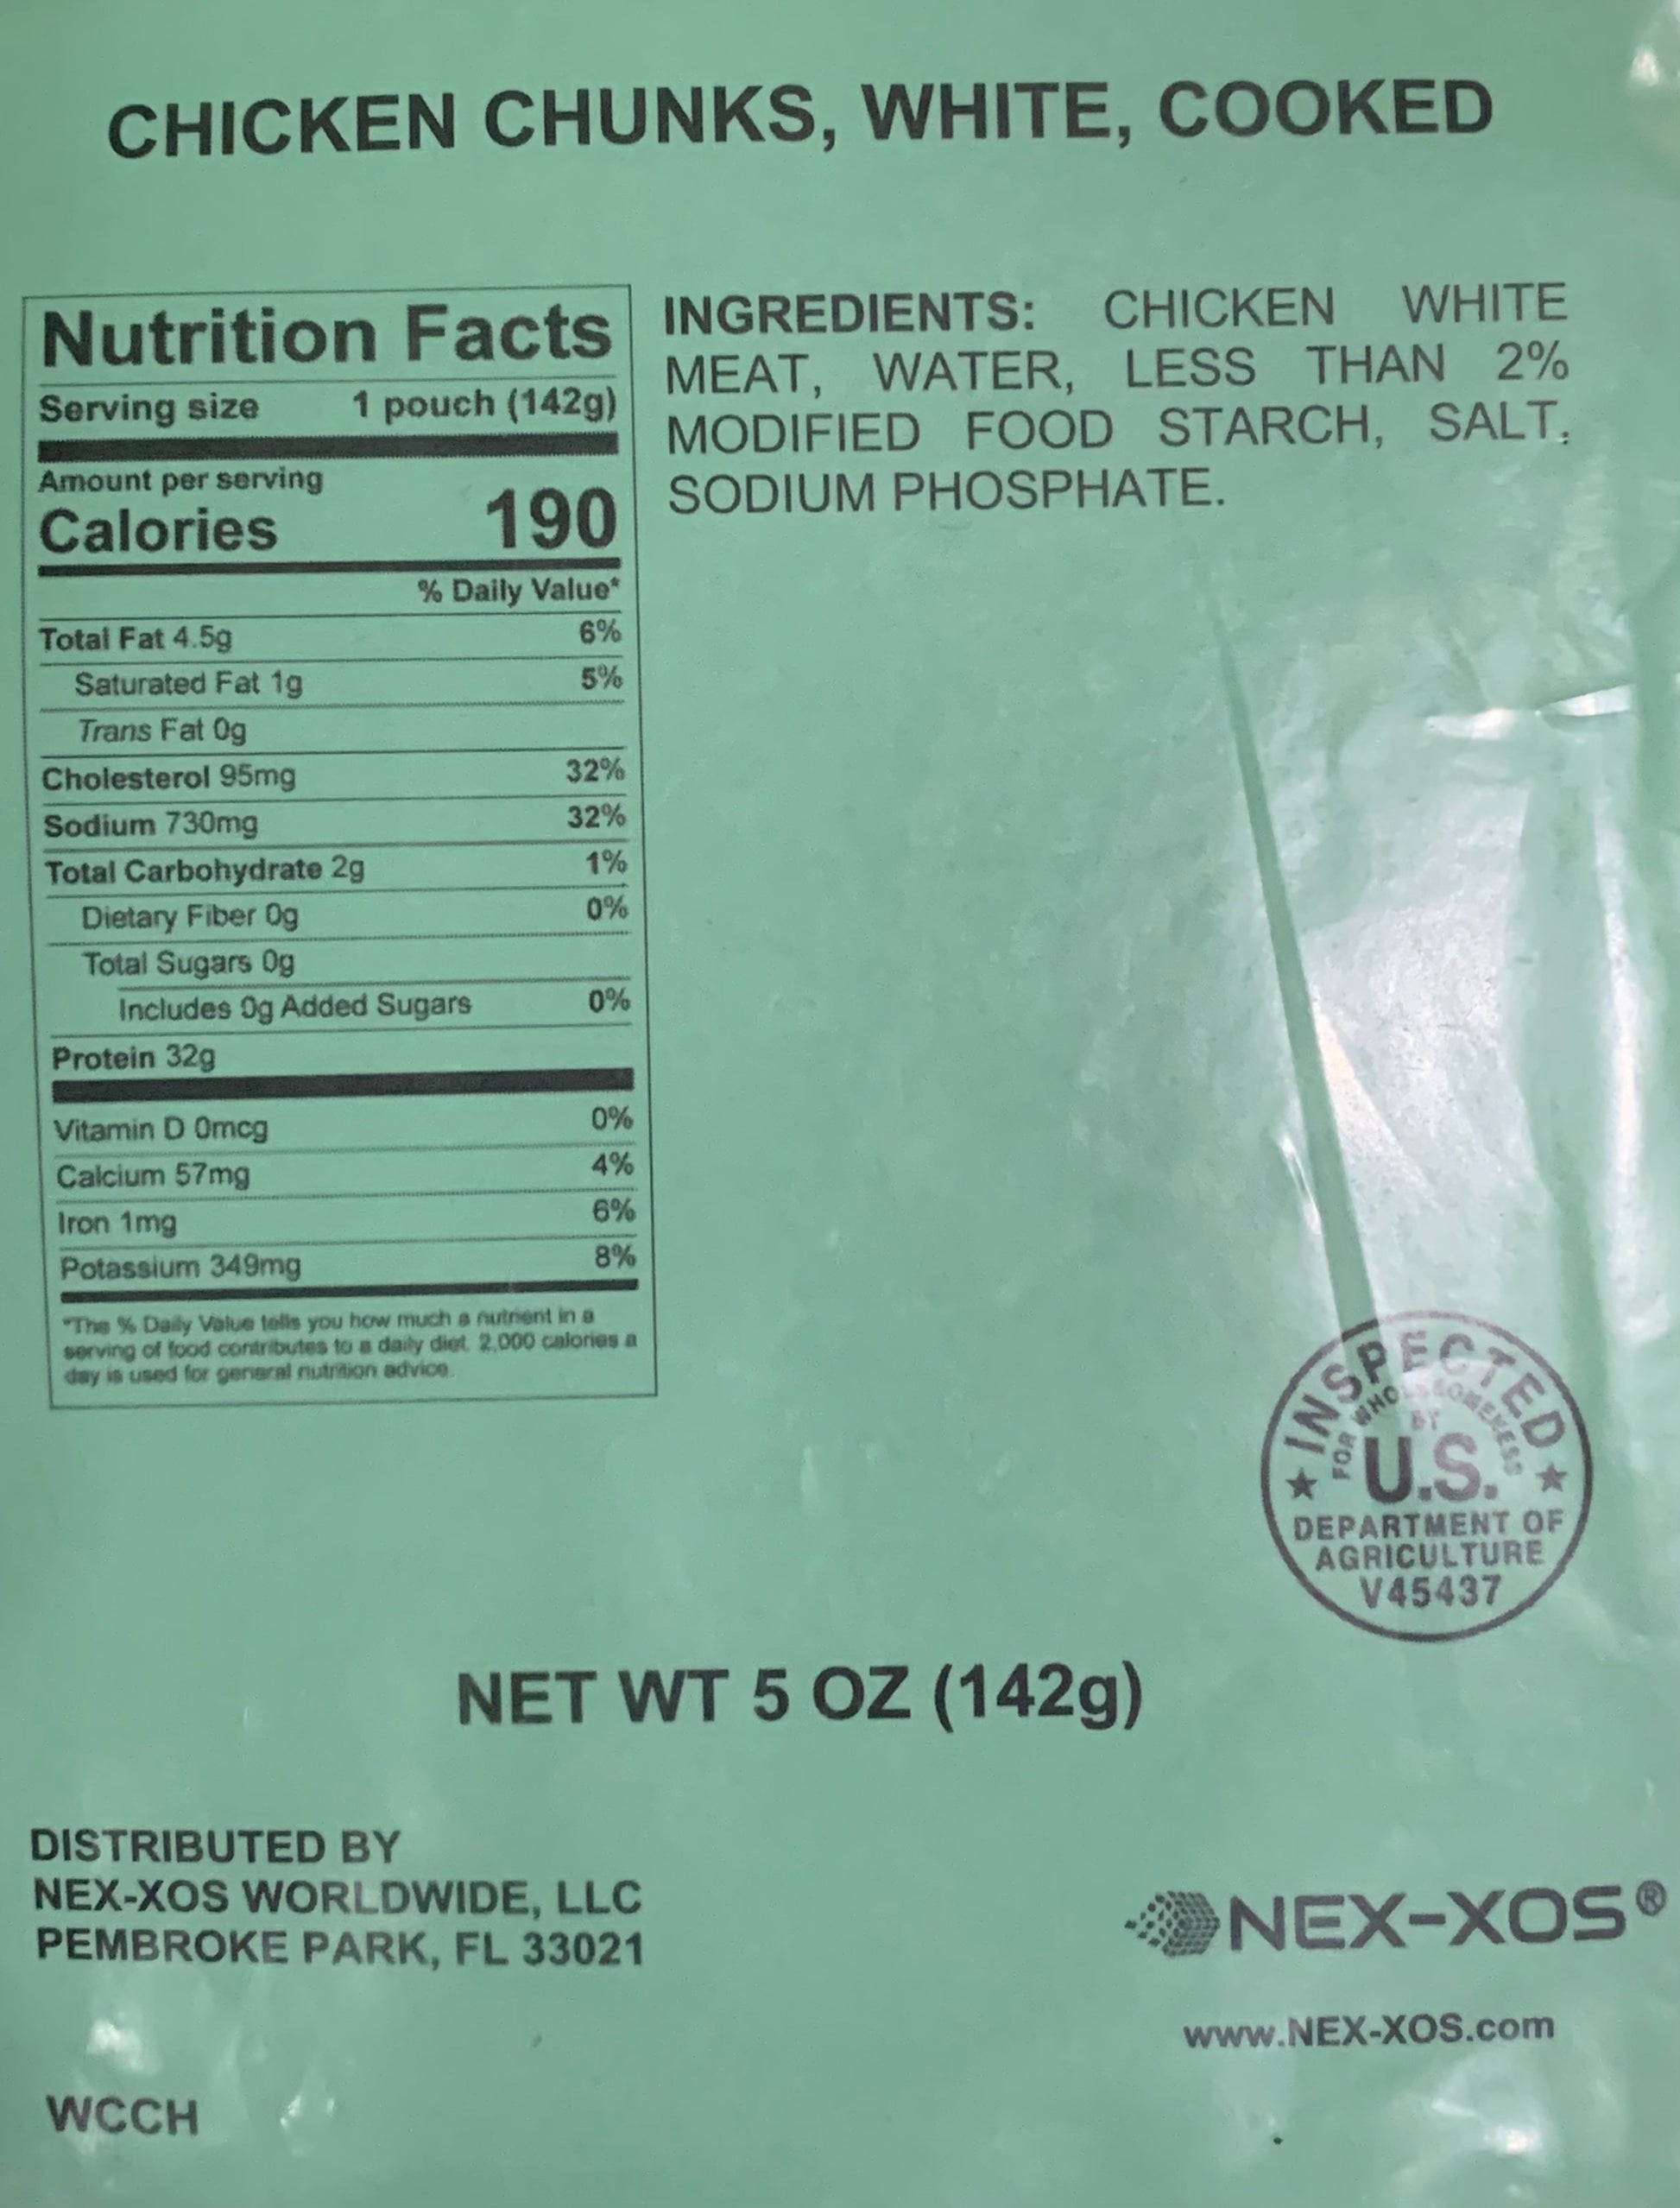 CHICKEN CHUNKS, WHITE, COOKED
Nutrition Facts
Serving size 1 pouch (142g)
Amount per serving
Calories 190
% Daily Value*
Total Fat 4.5g 6%
Saturated Fat 1g 5%
Trans Fat 0g
Cholesterol 95mg 32%
Sodium 730mg 32%
Total Carbohydrate 2g 1%
Dietary Fiber 0g 0%
Total Sugars 0g
Includes 0g Added Sugars 0%
Protein 32g
Vitamin D 0mcg 0%
Calcium 57mg 4%
Iron 1mg 6%
Potassium 349mg 8%
*The % Daily Value tells you how much a nutrient in a
serving of food contributes to a daily diet. 2,000 calories a
day is used for general nutrition advice.
INGREDIENTS: CHICKEN WHITE
MEAT, WATER, LESS THAN 2%
MODIFIED FOOD STARCH, SALT,
SODIUM PHOSPHATE.
INSPECTED
FOR WHOLESOMENESS
BY
U.S.
DEPARTMENT OF
AGRICULTURE
V45437
NET WT 5 OZ (142g)
DISTRIBUTED BY
NEX-XOS WORLDWIDE, LLC
PEMBROKE PARK, FL 33021
NEX-XOS®
www.NEX-XOS.com
WCCH